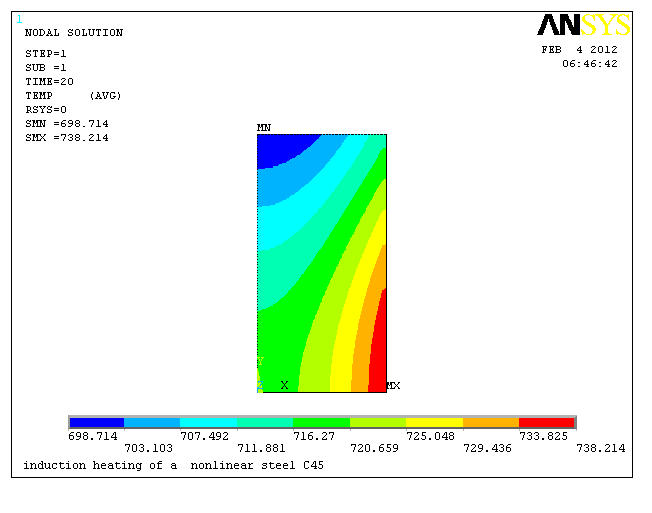 1
ANSYS
NODAL SOLUTION
FEB 4 2012
06:46:42
STEP=1
SUB =1
TIME=20
TEMP (AVG)
RSYS=0
SMN =698.714
SMX =738.214
MN
Y
Z X MX
698.714 707.492 716.27 725.048 733.825
703.103 711.881 720.659 729.436 738.214
induction heating of a nonlinear steel C45